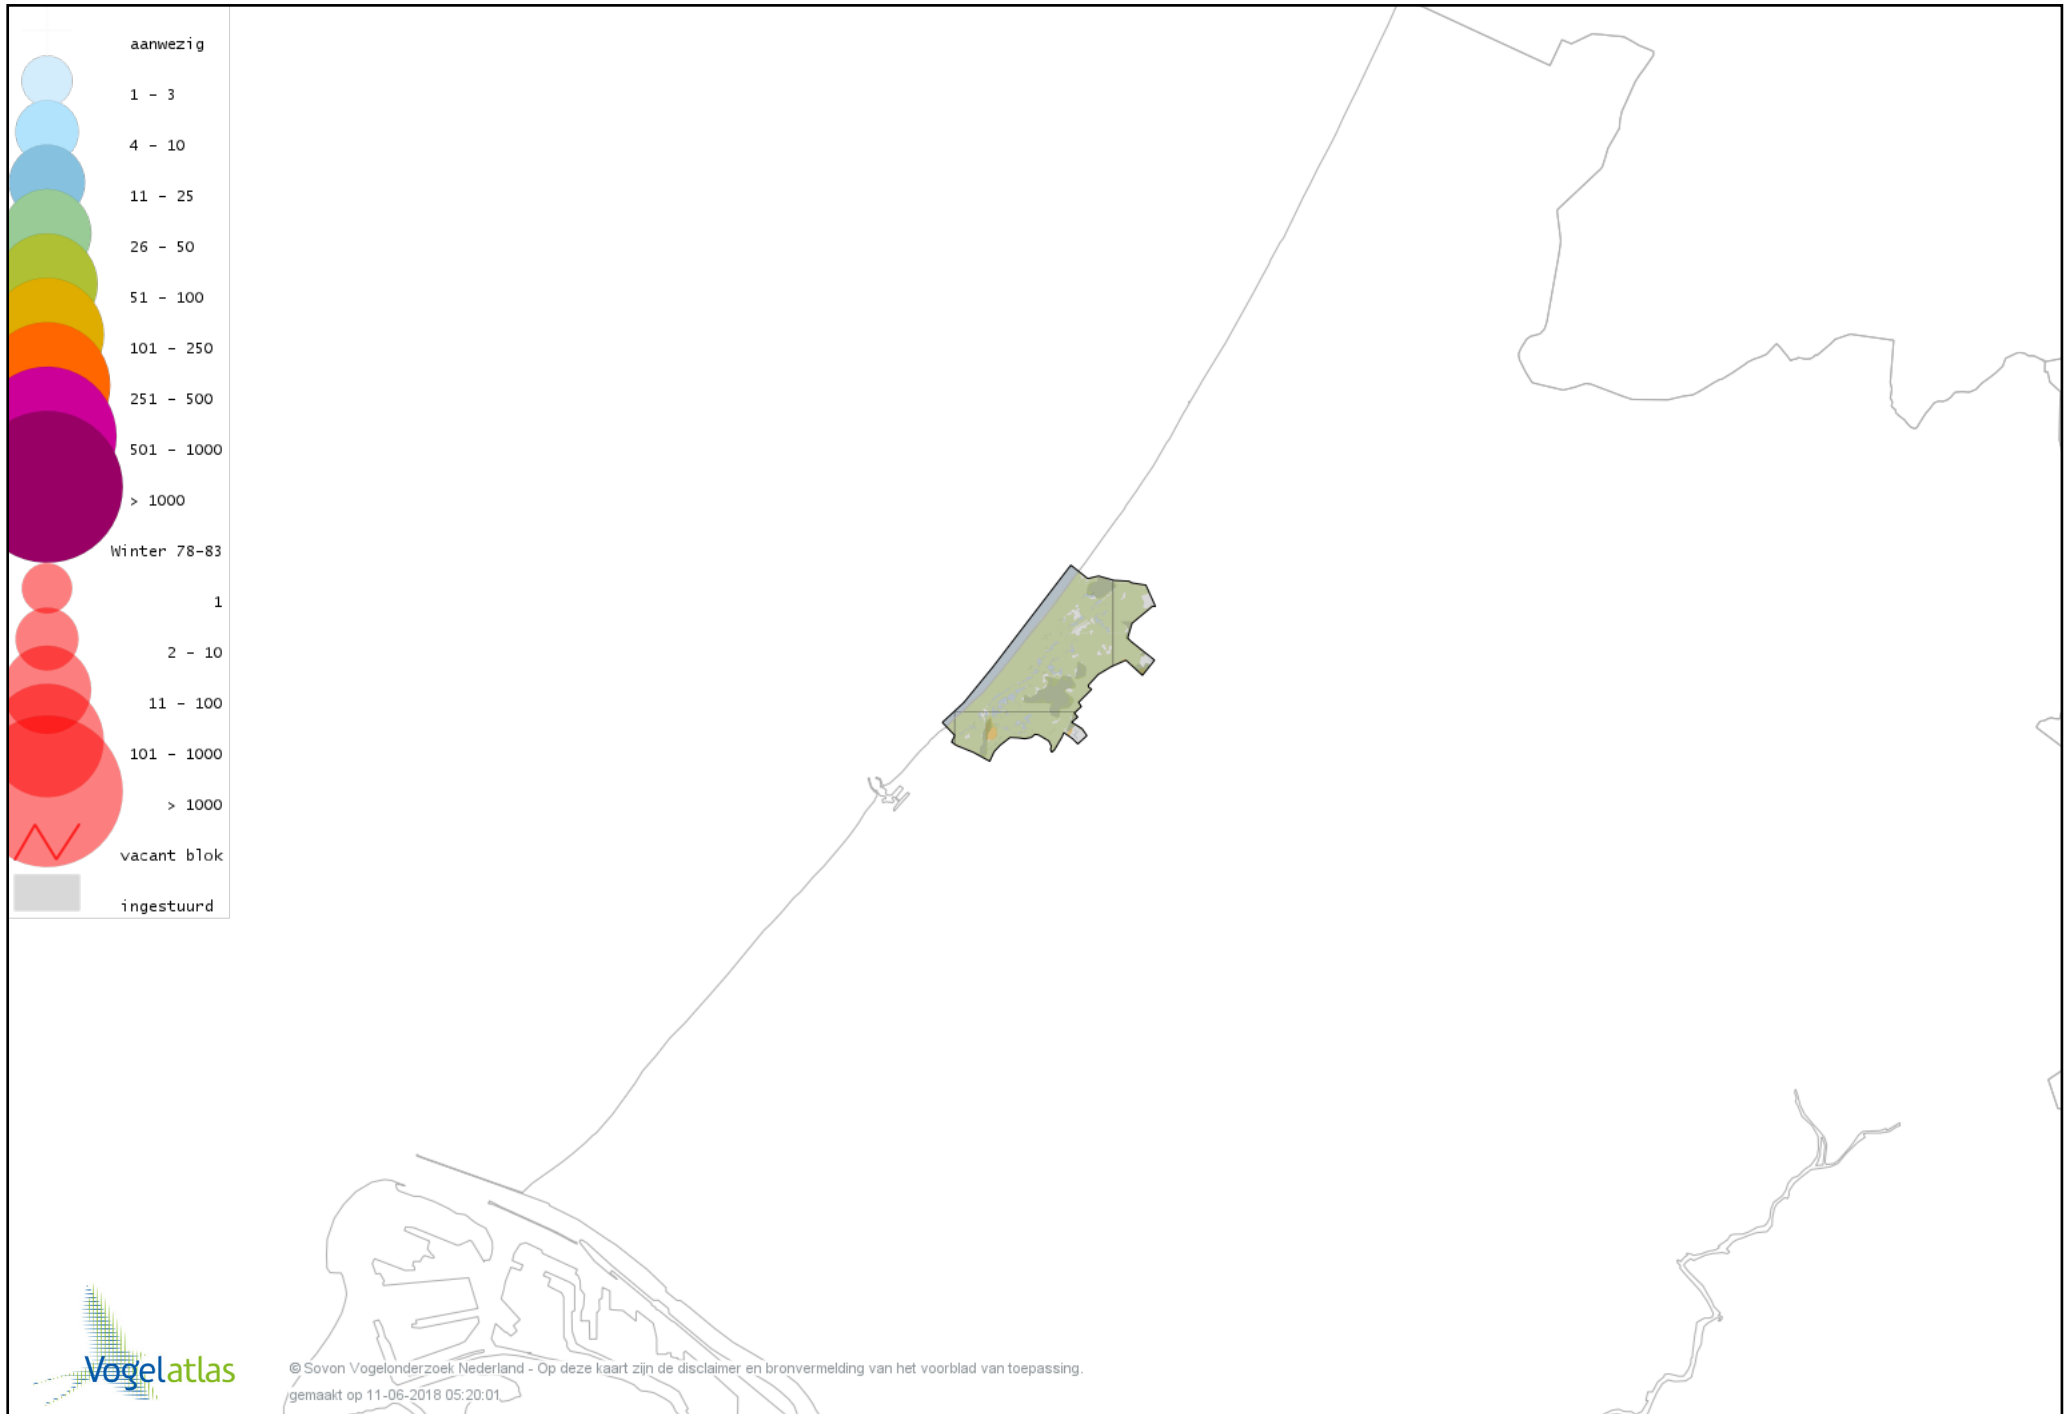 aanwezig
1 - 3
4 - 10
11 - 25
26 - 50
51 - 100
101 - 250
251 - 500
501 - 1000
> 1000
Winter 78-83
1
2 - 10
11 - 100
101 - 1000
> 1000
vacant blok
ingestuurd
Vogelatlas
© Sovon Vogelonderzoek Nederland - Op deze kaart zijn de disclaimer en bronvermelding van het voorblad van toepassing.
gemaakt op 11-06-2018 05:20:01